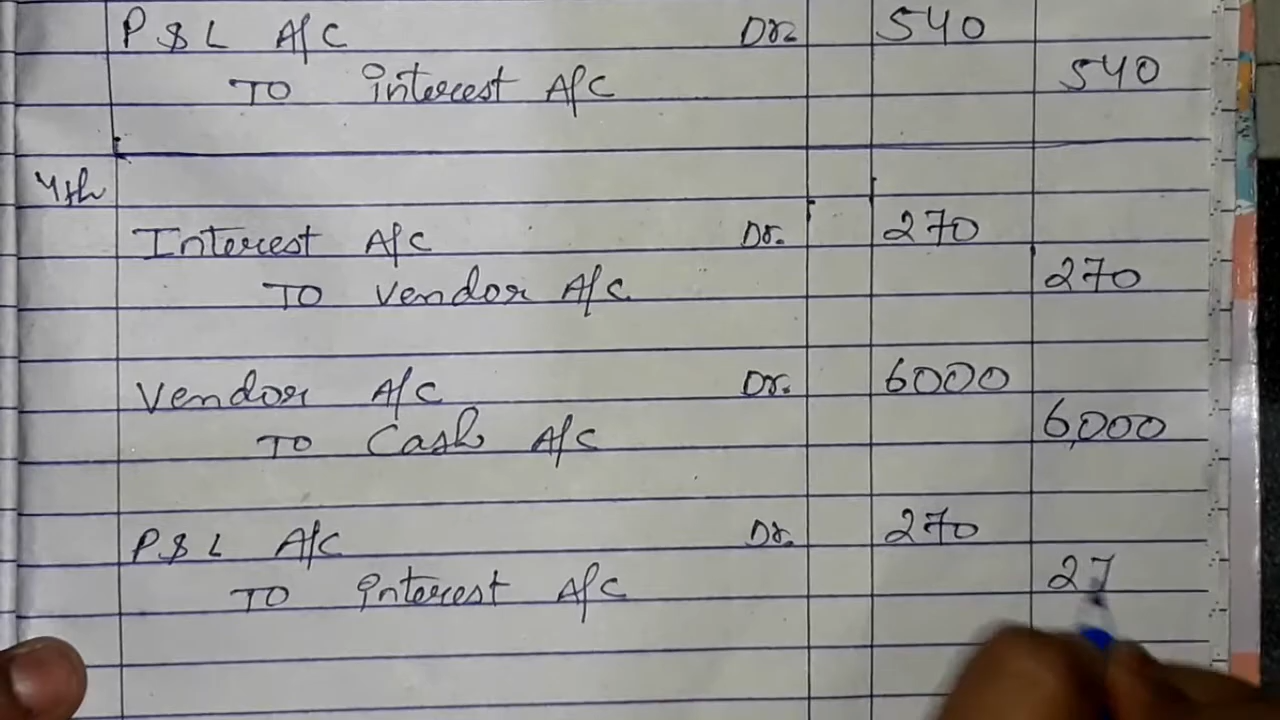 P & L A/C Dr. 540
TO Interest A/C 540
4th
Interest A/C Dr. 270
TO Vendor A/C 270
Vendor A/C Dr. 6000
TO Cash A/C 6,000
P & L A/C Dr. 270
TO Interest A/C 27